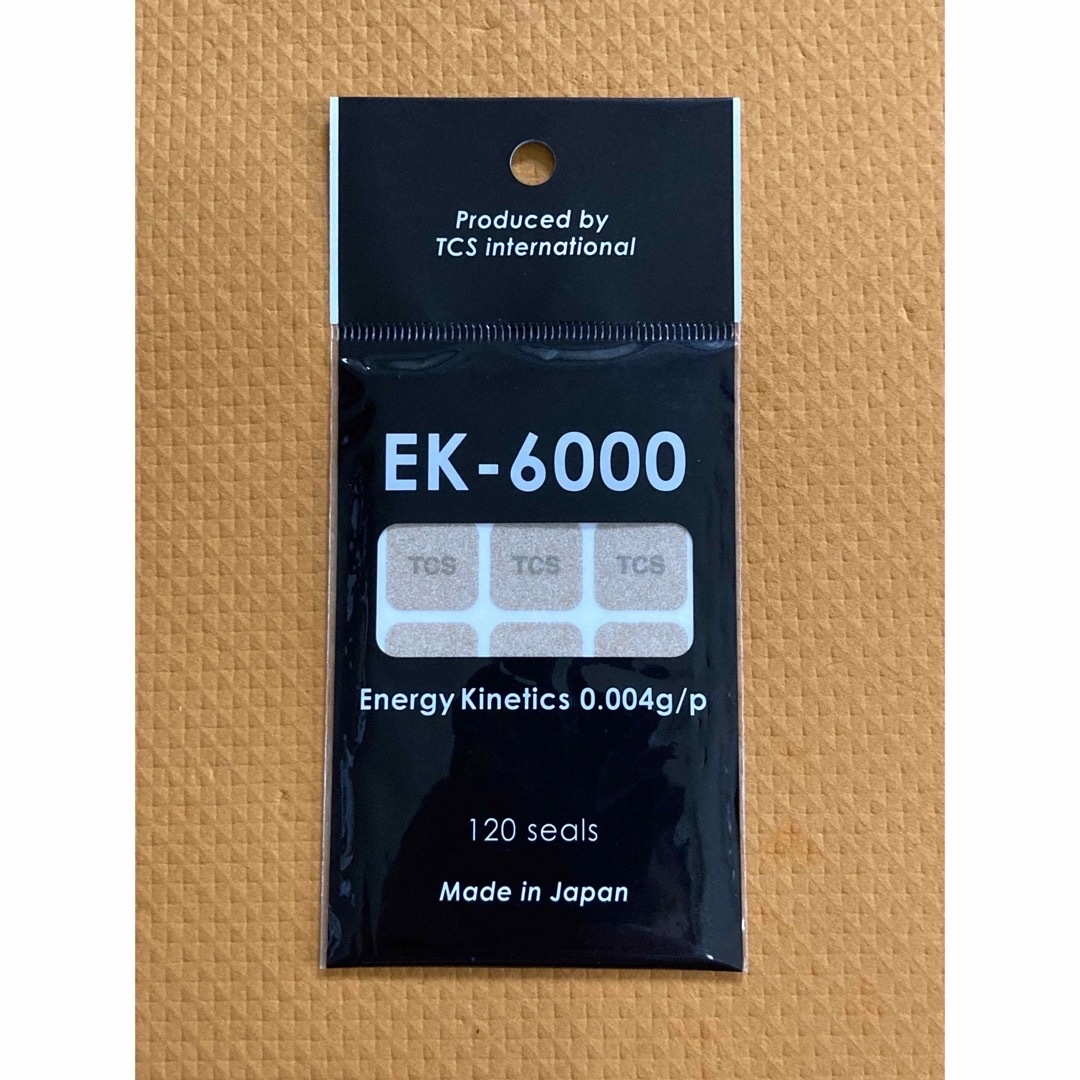 Produced by
TCS international
EK-6000
TCS TCS TCS
Energy Kinetics 0.004g/p
120 seals
Made in Japan